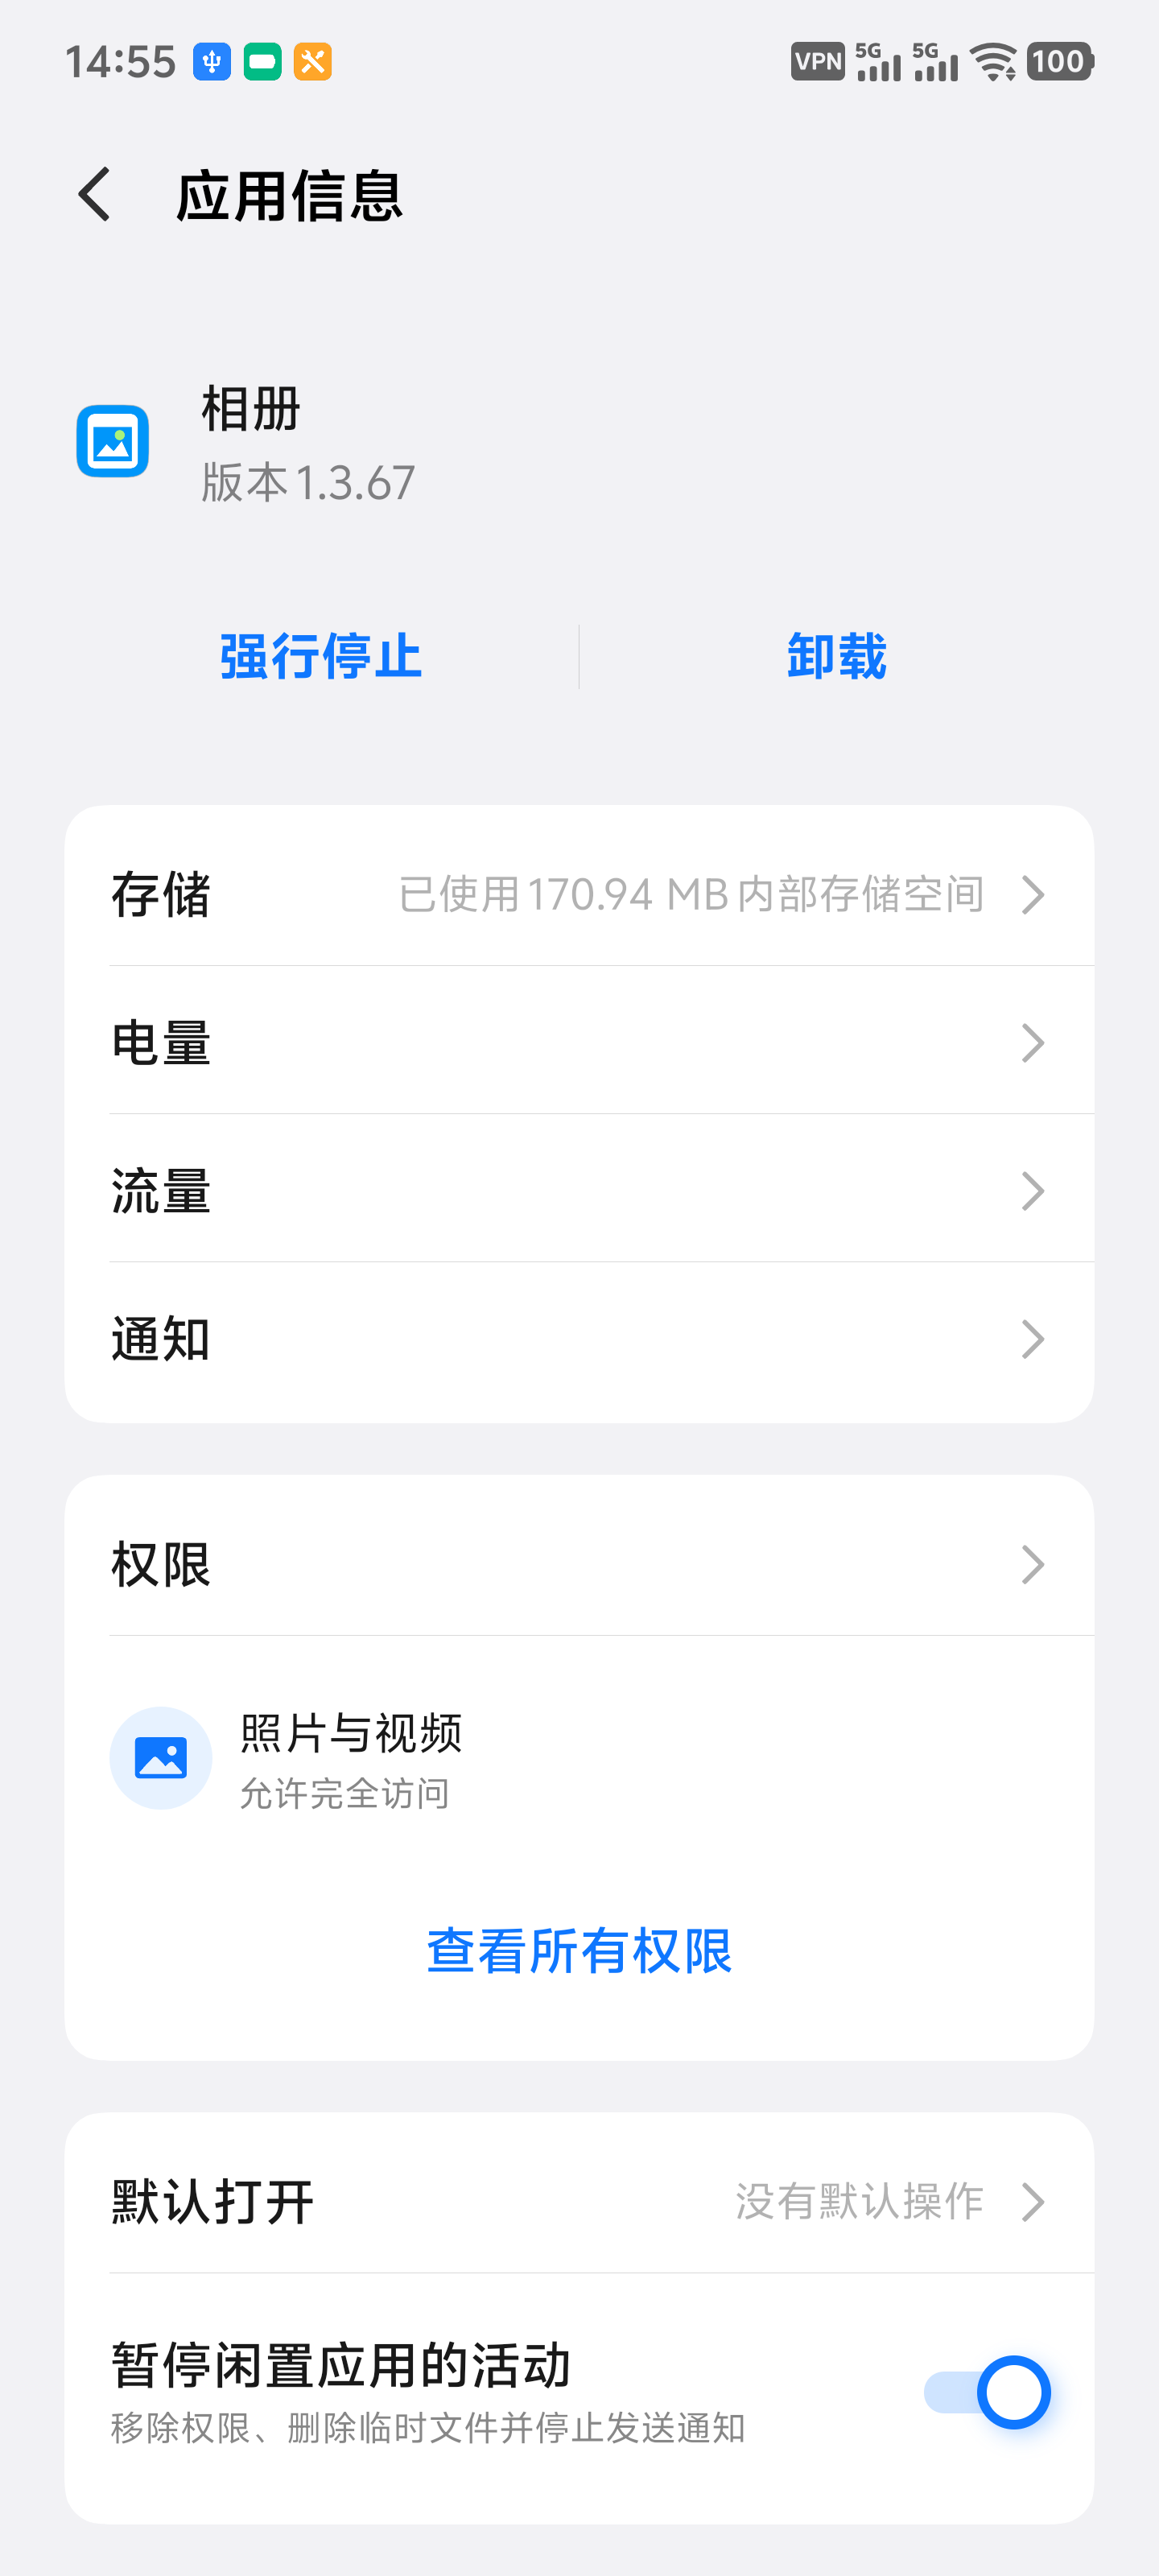 14:55 VPN 5G 5G 100
应用信息
相册
版本 1.3.67
强行停止 卸载
存储 已使用 170.94 MB 内部存储空间
电量
流量
通知
权限
照片与视频
允许完全访问
查看所有权限
默认打开 没有默认操作
暂停闲置应用的活动
移除权限、删除临时文件并停止发送通知